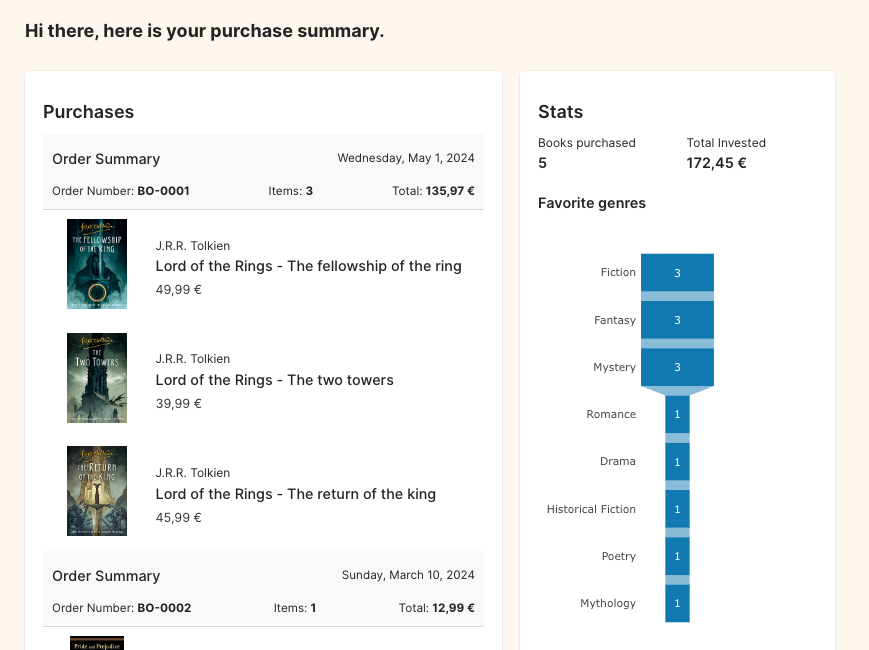 Hi there, here is your purchase summary.
Purchases
Order Summary
Wednesday, May 1, 2024
Order Number: BO-0001
Items: 3
Total: 135,97 €
THE FELLOWSHIP
OF THE RING
J.R.R. Tolkien
Lord of the Rings - The fellowship of the ring
49,99 €
THE
TWO TOWERS
J.R.R. Tolkien
Lord of the Rings - The two towers
39,99 €
THE RETURN
OF THE KING
J.R.R. Tolkien
Lord of the Rings - The return of the king
45,99 €
Order Summary
Sunday, March 10, 2024
Order Number: BO-0002
Items: 1
Total: 12,99 €
Pride and Prejudice
Stats
Books purchased
5
Total Invested
172,45 €
Favorite genres
Fiction 3
Fantasy 3
Mystery 3
Romance 1
Drama 1
Historical Fiction 1
Poetry 1
Mythology 1